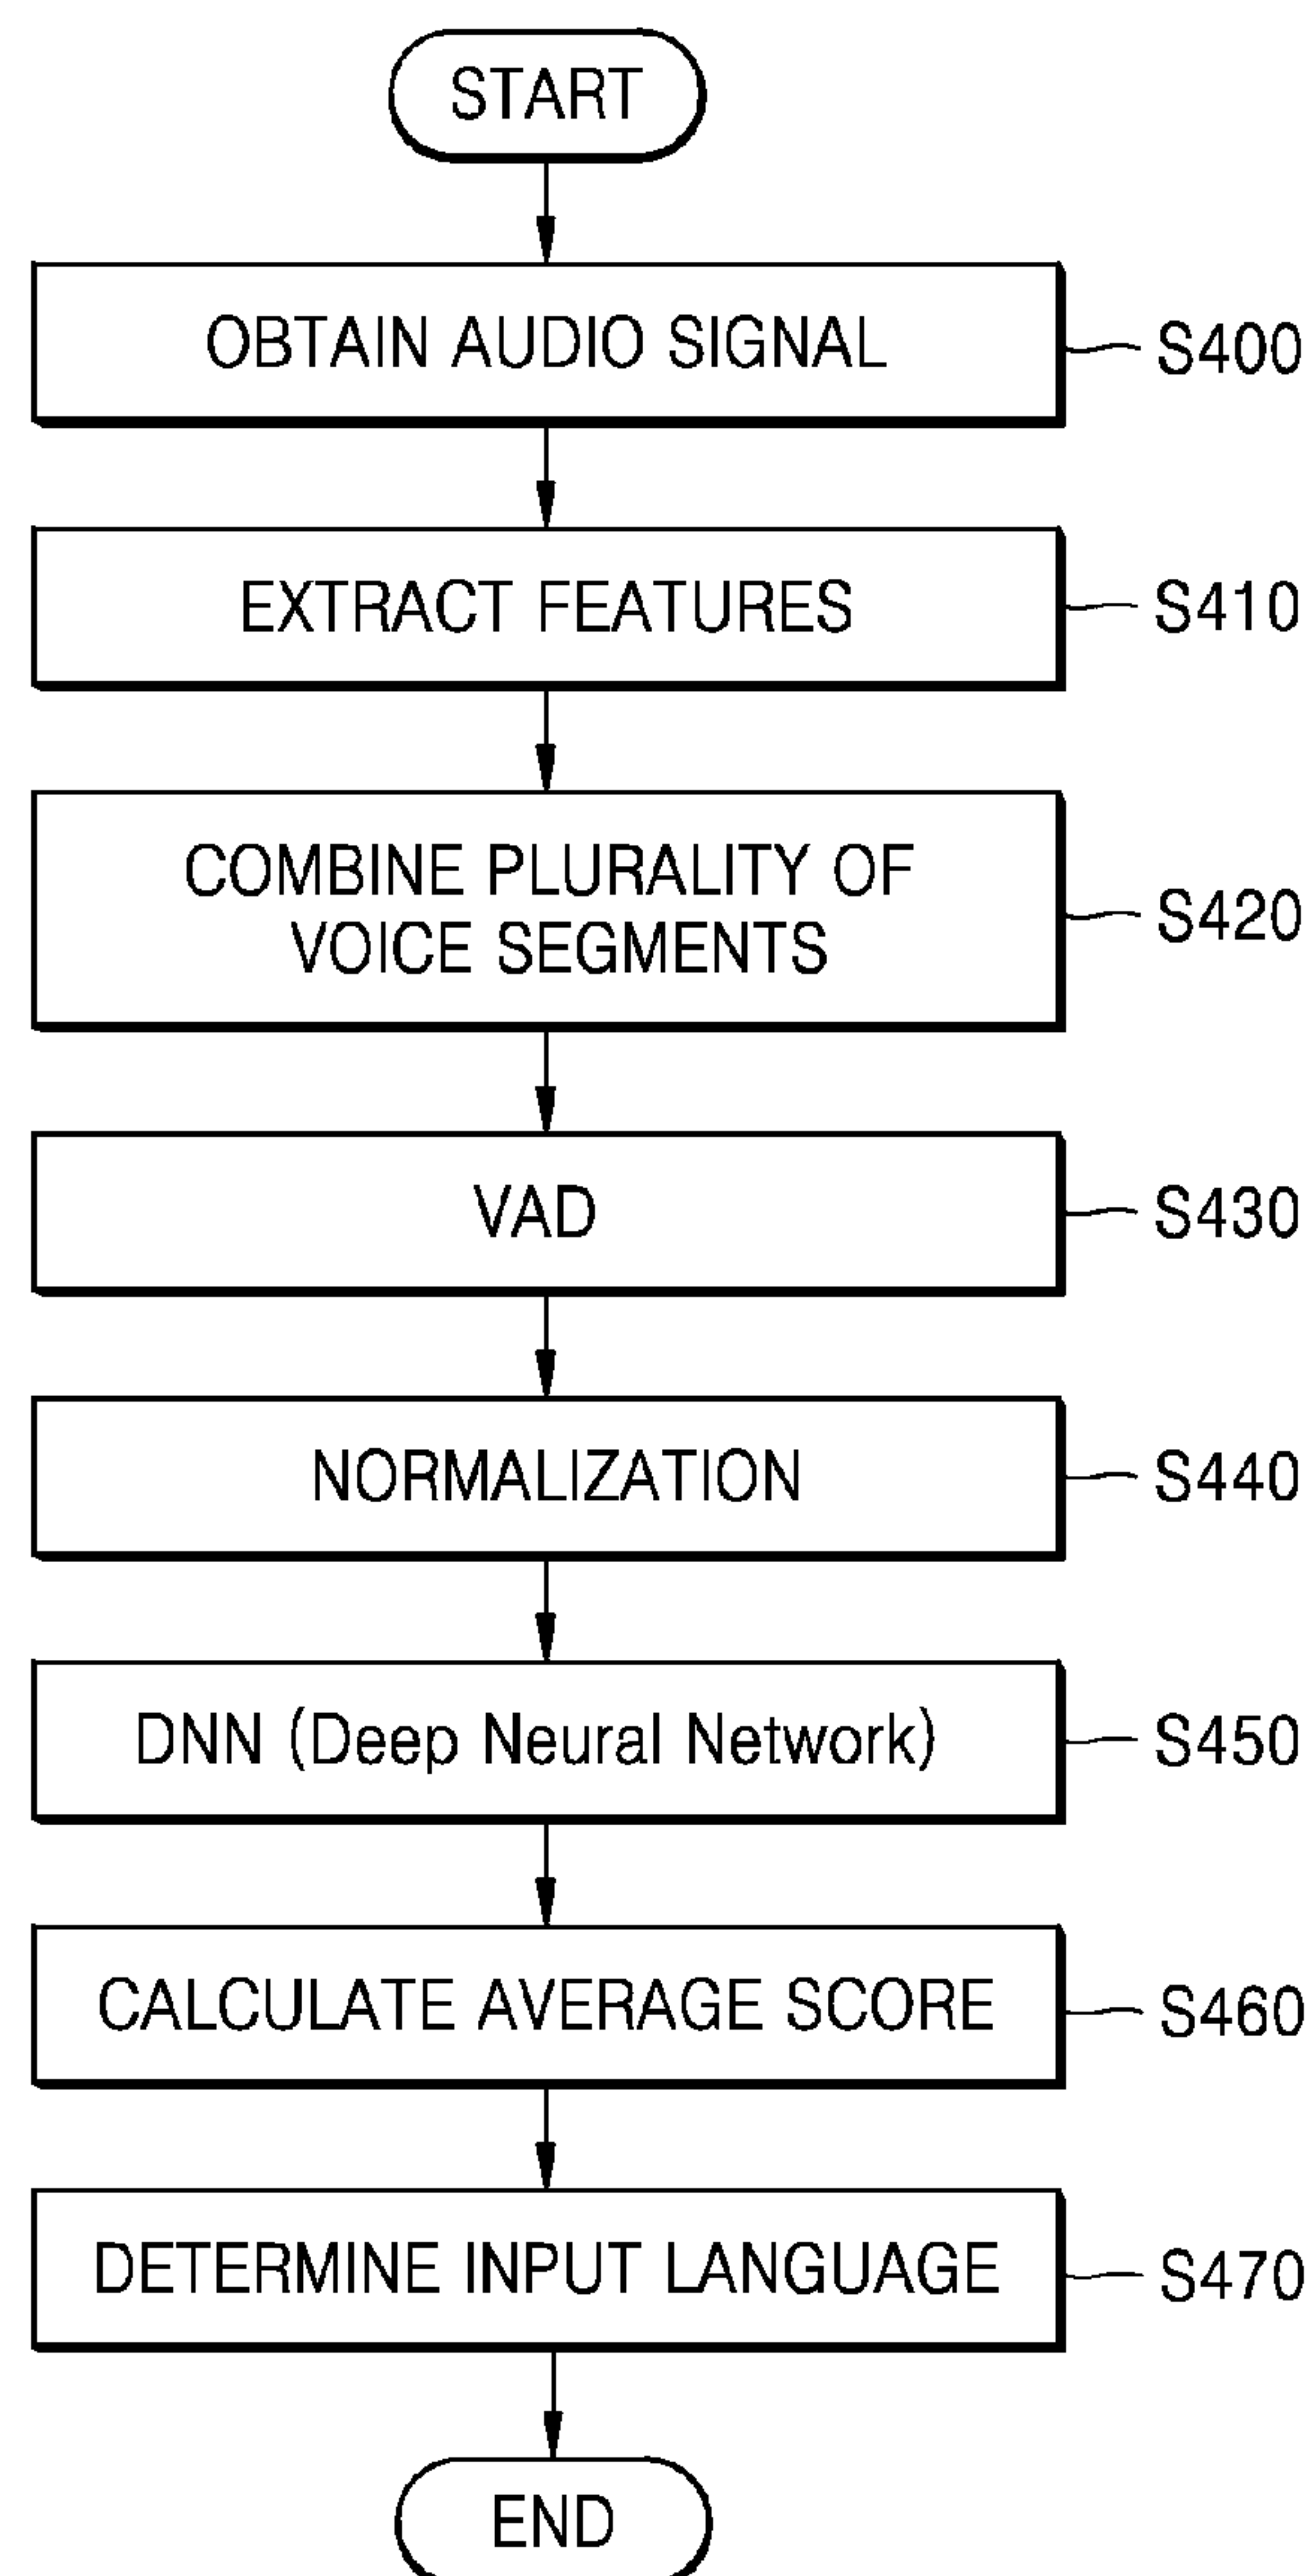 START
OBTAIN AUDIO SIGNAL
S400
EXTRACT FEATURES
S410
COMBINE PLURALITY OF
VOICE SEGMENTS
S420
VAD
S430
NORMALIZATION
S440
DNN (Deep Neural Network)
S450
CALCULATE AVERAGE SCORE
S460
DETERMINE INPUT LANGUAGE
S470
END